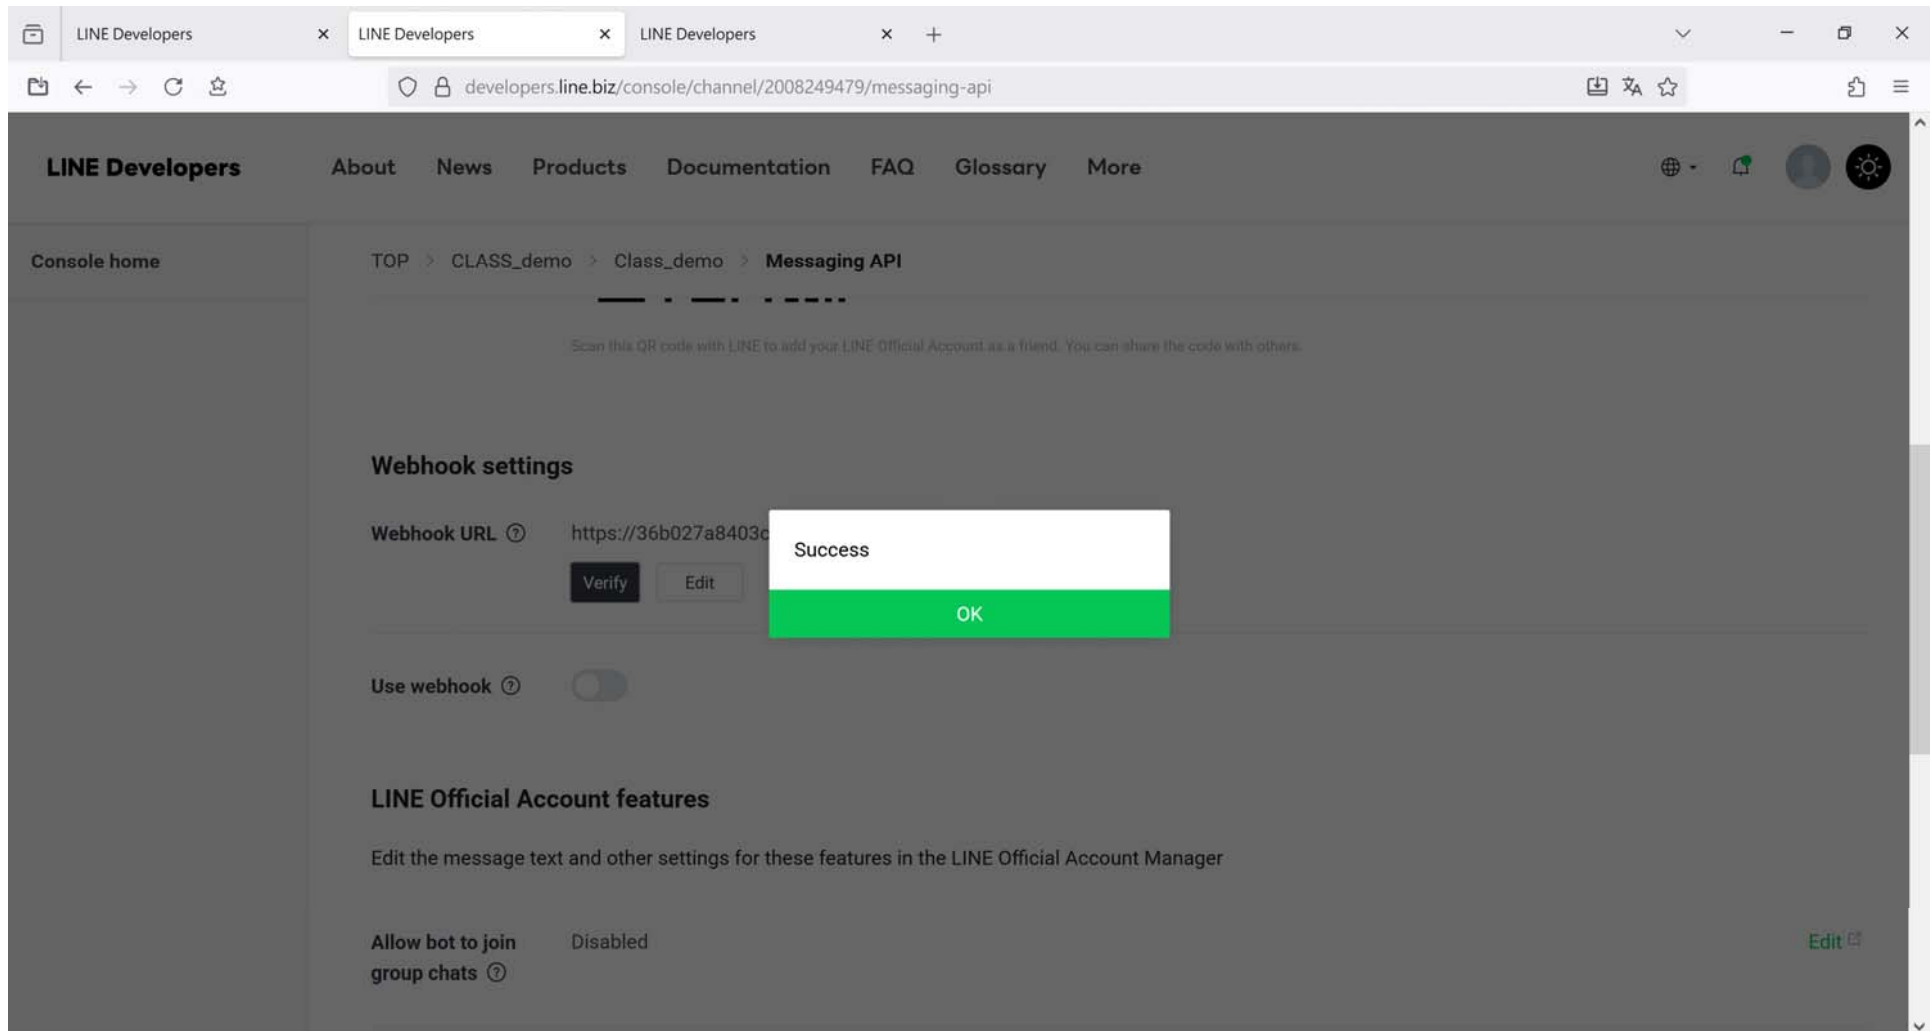 LINE Developers
LINE Developers
LINE Developers
developers.line.biz/console/channel/2008249479/messaging-api
LINE Developers
About
News
Products
Documentation
FAQ
Glossary
More
Console home
TOP > CLASS_demo > Class_demo > Messaging API
Scan this QR code with LINE to add your LINE Official Account as a friend. You can share the code with others.
Webhook settings
Webhook URL
https://36b027a8403c
Verify
Edit
Success
OK
Use webhook
LINE Official Account features
Edit the message text and other settings for these features in the LINE Official Account Manager
Allow bot to join
group chats
Disabled
Edit